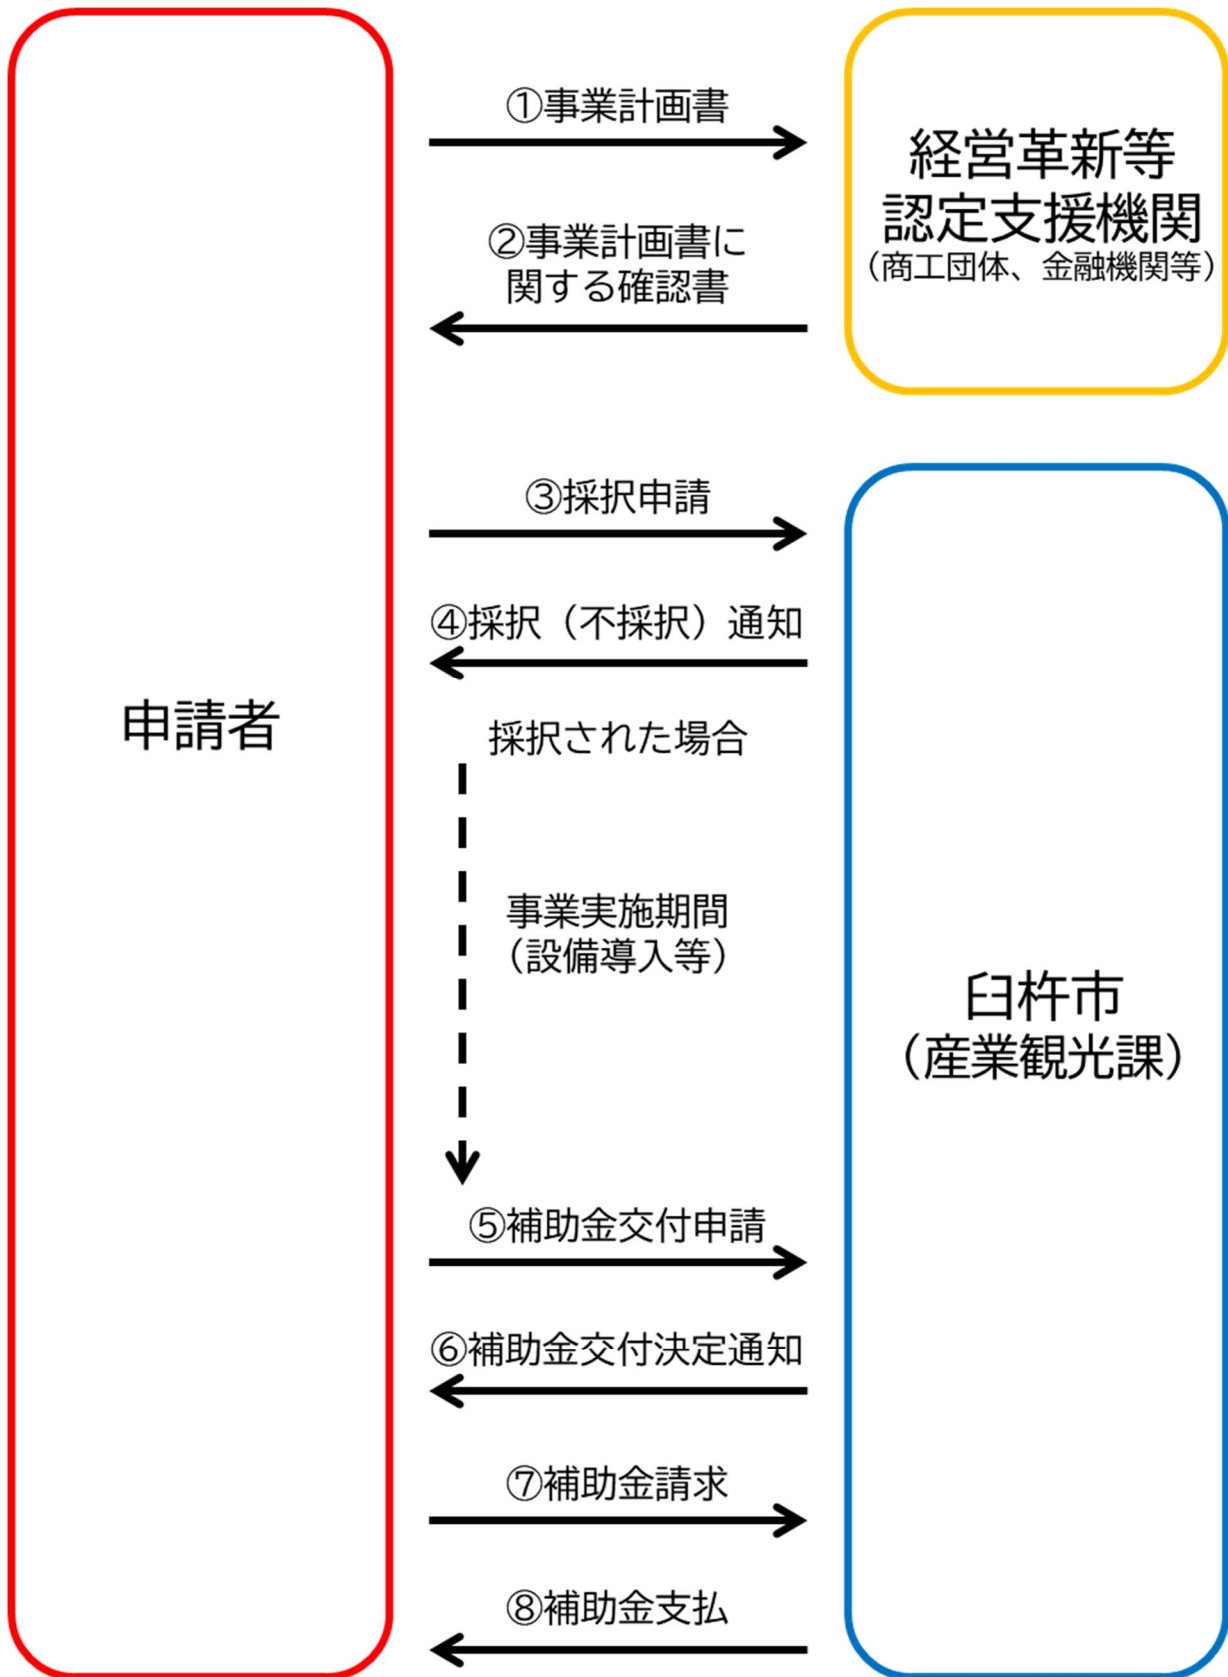 ①事業計画書
経営革新等
認定支援機関
（商工団体、金融機関等）
②事業計画書に
関する確認書
③採択申請
④採択（不採択）通知
申請者
採択された場合
事業実施期間
（設備導入等）
臼杵市
（産業観光課）
⑤補助金交付申請
⑥補助金交付決定通知
⑦補助金請求
⑧補助金支払